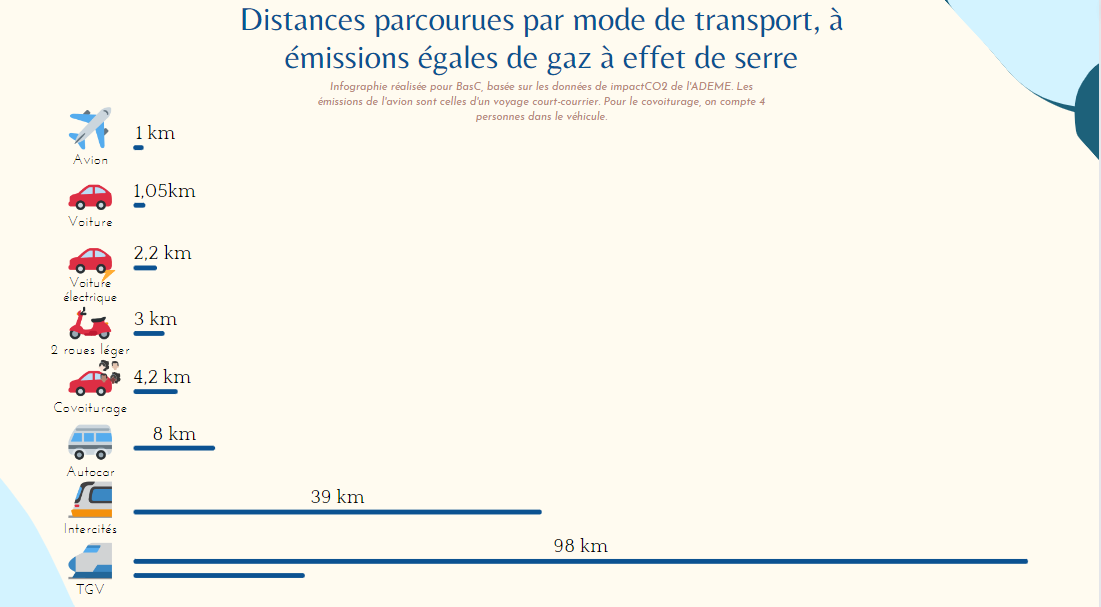 Distances parcourues par mode de transport, à
émissions égales de gaz à effet de serre
Infographie réalisée pour BasC, basée sur les données de impactCO2 de l'ADEME. Les
émissions de l'avion sont celles d'un voyage court-courrier. Pour le covoiturage, on compte 4
personnes dans le véhicule.
1 km
Avion
1,05km
Voiture
2,2 km
Voiture
électrique
3 km
2 roues léger
4,2 km
Covoiturage
8 km
Autocar
39 km
Intercités
98 km
TGV